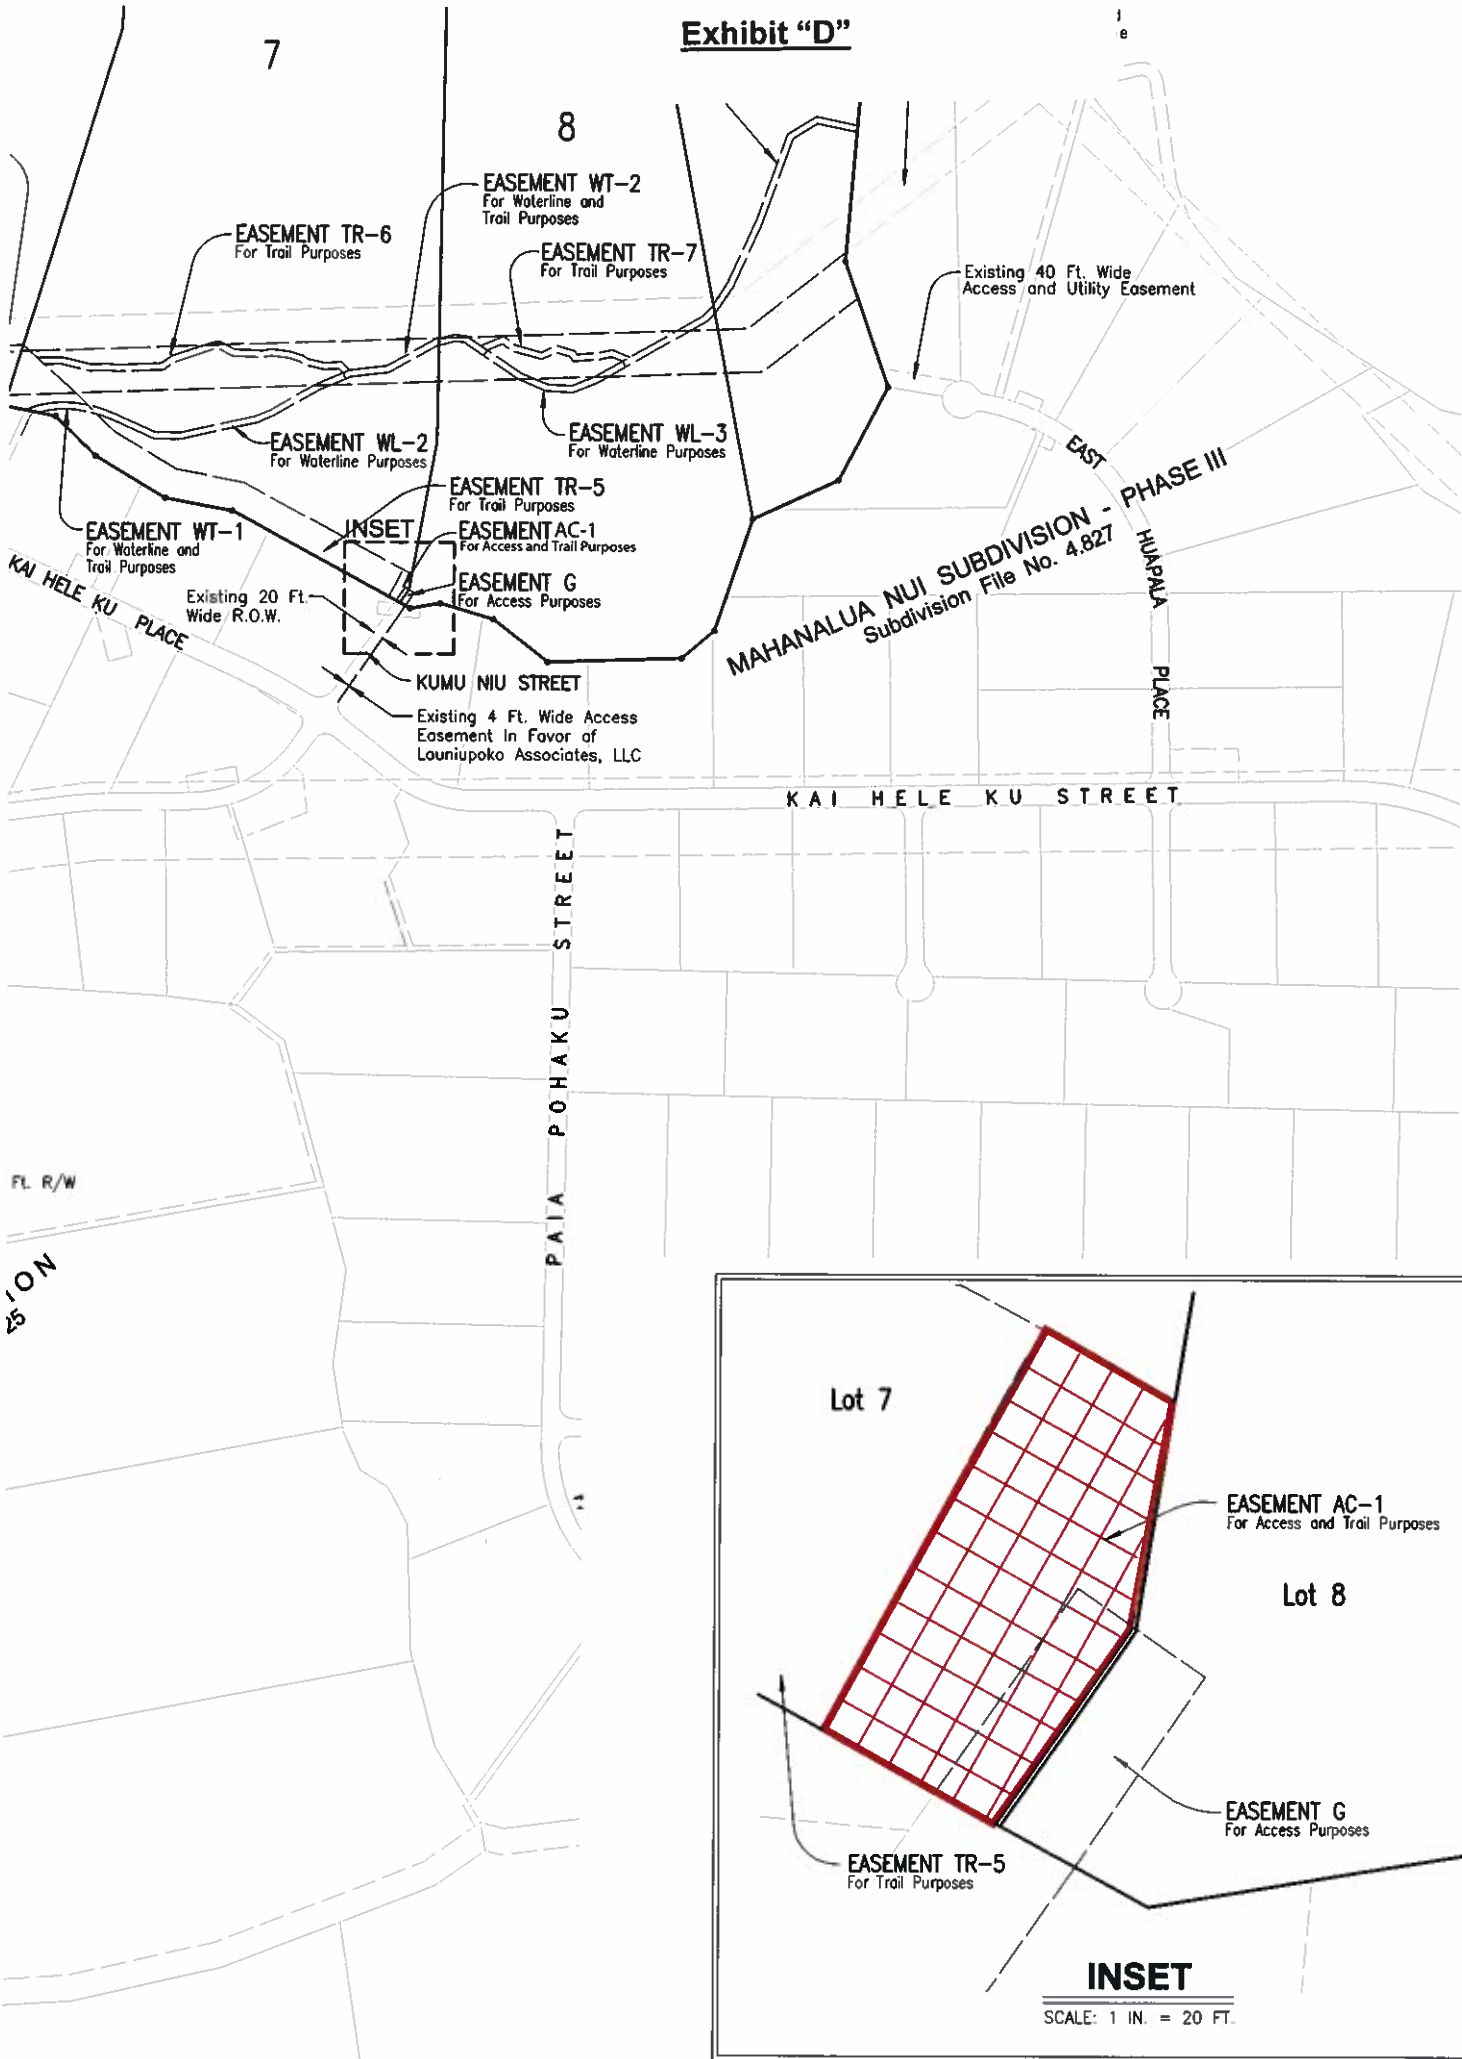 Exhibit “D”
7
e
8
EASEMENT WT-2
For Waterline and
Trail Purposes
EASEMENT TR-6
For Trail Purposes
EASEMENT TR-7
For Trail Purposes
Existing 40 Ft. Wide
Access and Utility Easement
EASEMENT WL-2
For Waterline Purposes
EASEMENT WL-3
For Waterline Purposes
EAST
HUAPALA
PLACE
EASEMENT TR-5
For Trail Purposes
MAHANALUA NUI SUBDIVISION - PHASE III
Subdivision File No. 4.827
INSET
EASEMENT AC-1
For Access and Trail Purposes
EASEMENT WT-1
For Waterline and
Trail Purposes
KAI HELE KU PLACE
EASEMENT G
For Access Purposes
Existing 20 Ft.
Wide R.O.W.
KUMU NIU STREET
Existing 4 Ft. Wide Access
Easement In Favor of
Launiupoko Associates, LLC
KAI HELE KU STREET
PAIA POHAKU STREET
Ft. R/W
ION
25
Lot 7
EASEMENT AC-1
For Access and Trail Purposes
Lot 8
EASEMENT G
For Access Purposes
EASEMENT TR-5
For Trail Purposes
INSET
SCALE: 1 IN. = 20 FT.